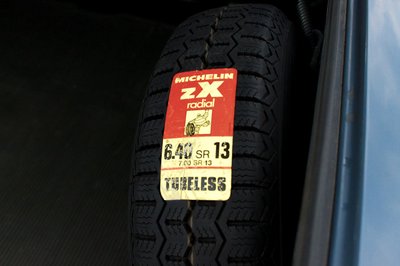 MICHELIN
zX
radial
6.40 SR 13
7.00 SR 13
TUBELESS